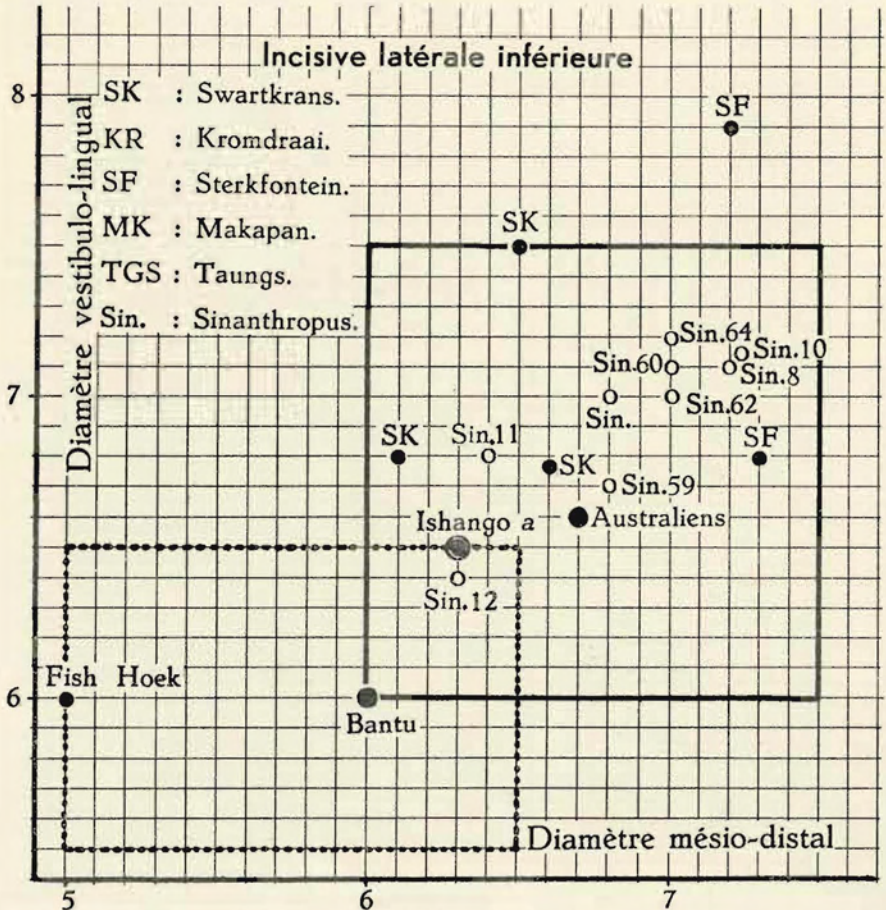 Incisive latérale inférieure
8
Diamètre vestibulo-lingual
SK : Swartkrans.
KR : Kromdraai.
SF : Sterkfontein.
MK : Makapan.
TGS : Taungs.
Sin. : Sinanthropus.
SF
SK
Sin.64
Sin.10
Sin.60
Sin.8
7
Sin.
Sin.62
SK
Sin.11
SK
SF
Sin.59
Ishango a
Australiens
Sin.12
Fish Hoek
6
Bantu
Diamètre mésio-distal
5 6 7